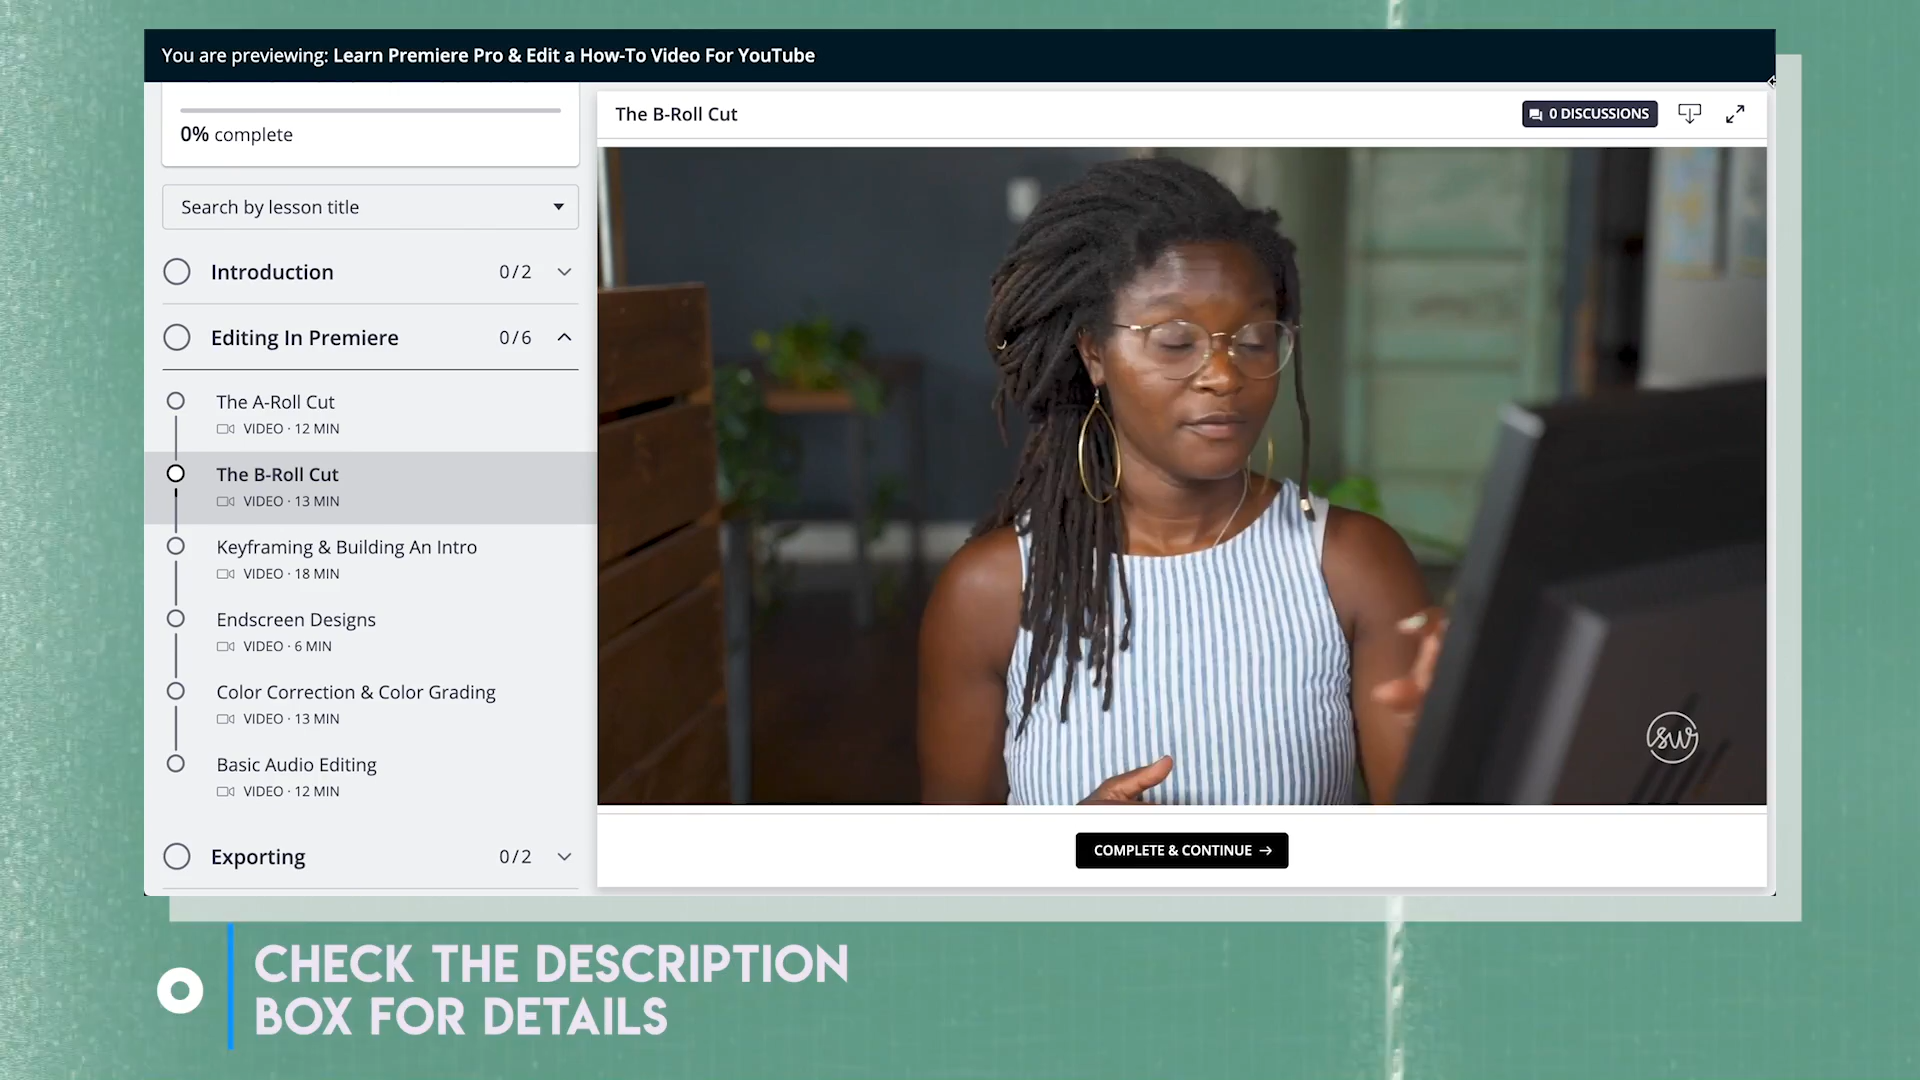 You are previewing: Learn Premiere Pro & Edit a How-To Video For YouTube
0% complete
Search by lesson title
Introduction 0/2
Editing In Premiere 0/6
The A-Roll Cut
VIDEO · 12 MIN
The B-Roll Cut
VIDEO · 13 MIN
Keyframing & Building An Intro
VIDEO · 18 MIN
Endscreen Designs
VIDEO · 6 MIN
Color Correction & Color Grading
VIDEO · 13 MIN
Basic Audio Editing
VIDEO · 12 MIN
Exporting 0/2
The B-Roll Cut
0 DISCUSSIONS
sw
COMPLETE & CONTINUE →
CHECK THE DESCRIPTION
BOX FOR DETAILS